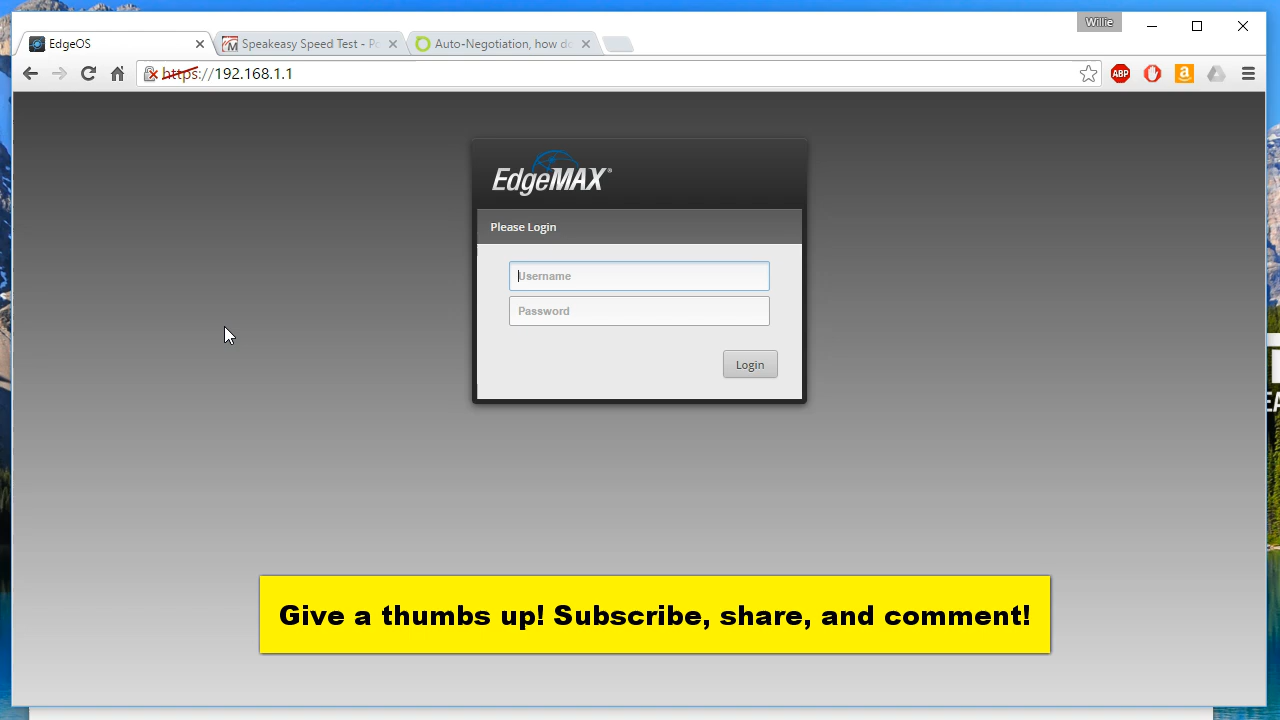 Willie
EdgeOS
Speakeasy Speed Test - P
Auto-Negotiation, how d
https://192.168.1.1
ABP
EdgeMAX®
Please Login
Username
Password
Login
Give a thumbs up! Subscribe, share, and comment!